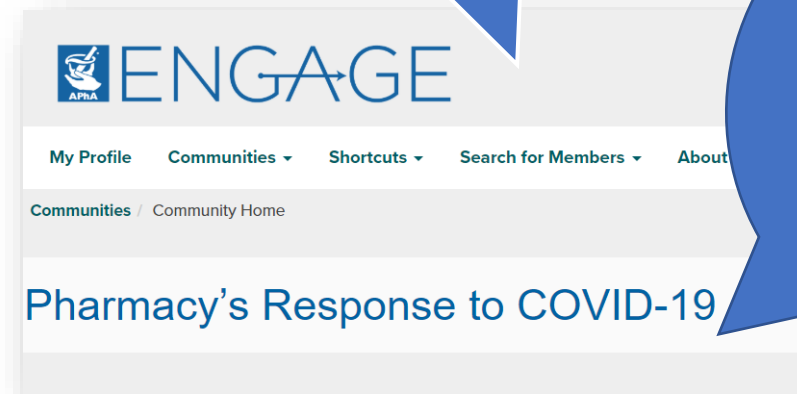 APhA ENGAGE
My Profile Communities Shortcuts Search for Members About
Communities / Community Home
Pharmacy’s Response to COVID-19